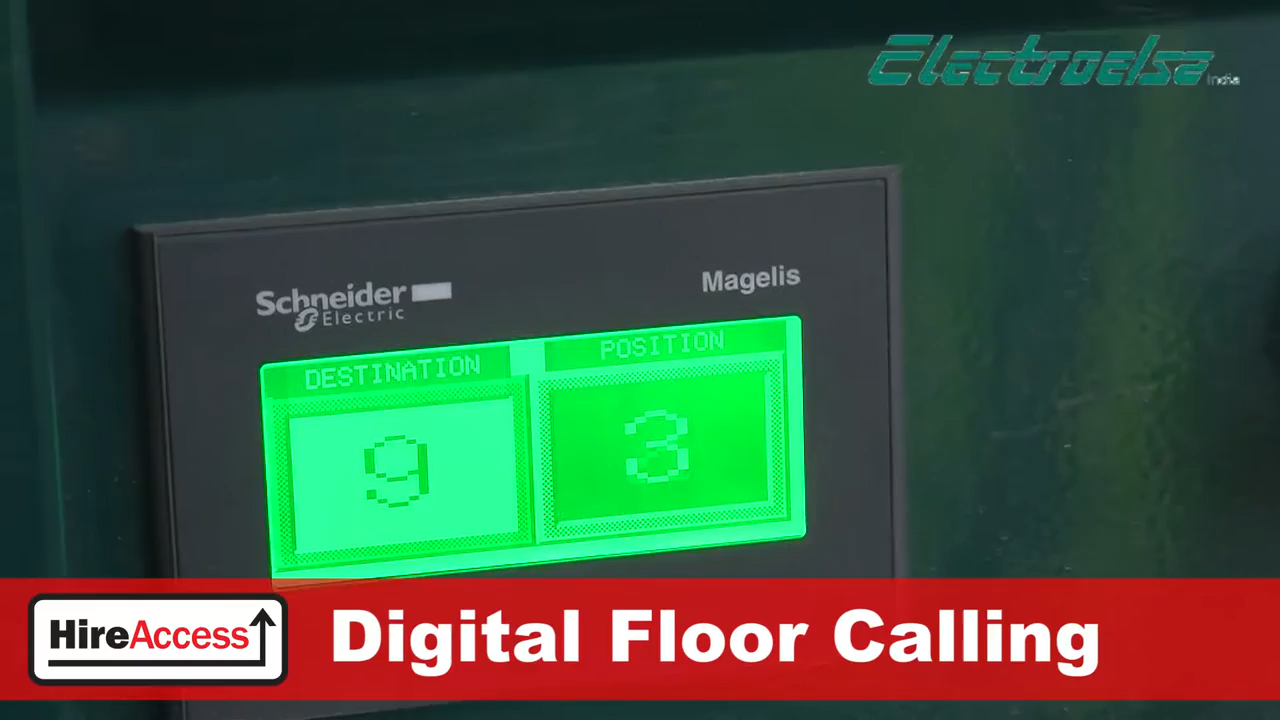 Electroelsa
India
Schneider
Electric
Magelis
DESTINATION
POSITION
9
3
HireAccess
Digital Floor Calling